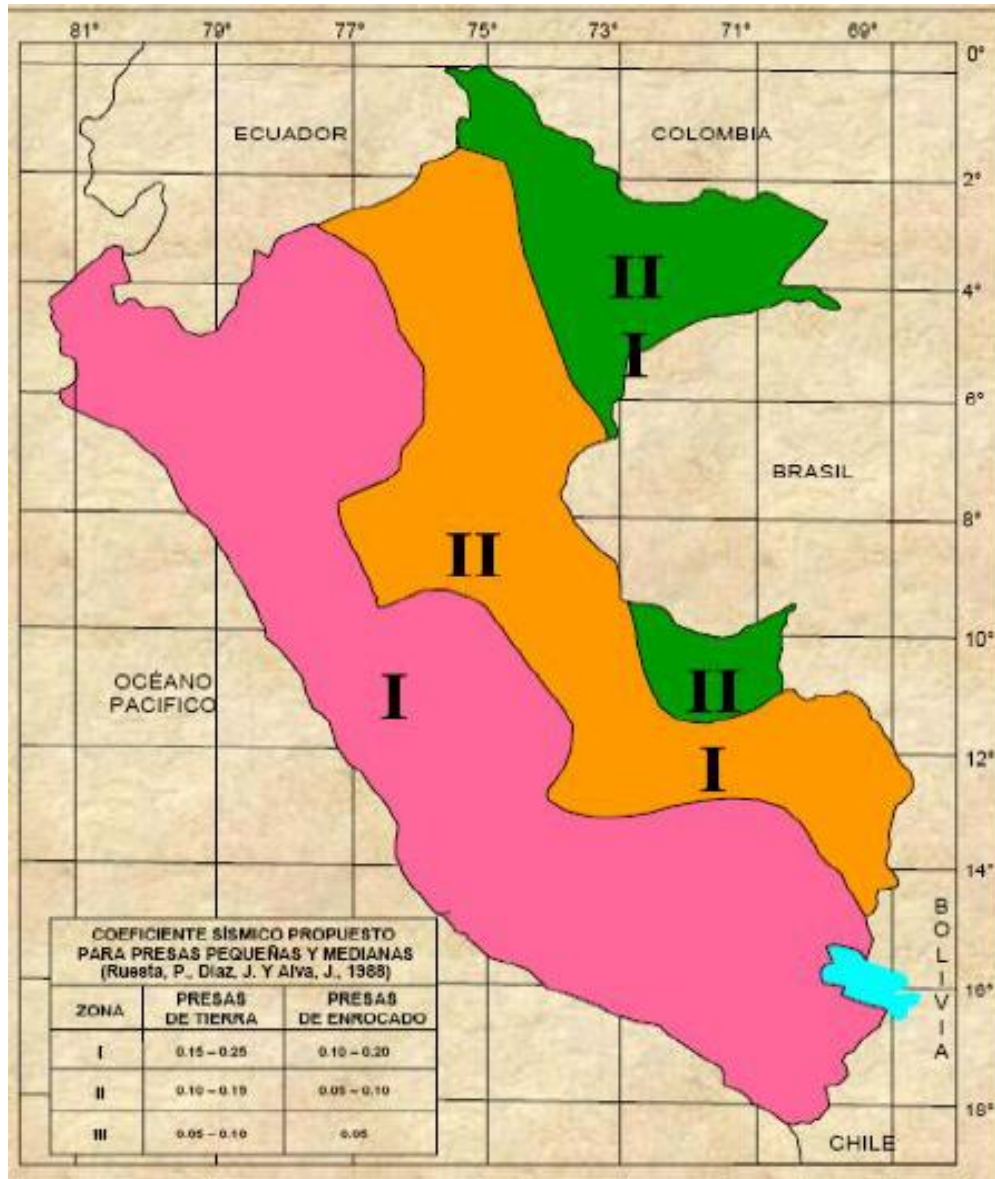 81° 79° 77° 75° 73° 71° 69°
0°
ECUADOR COLOMBIA
2°
II
4°
I
6°
BRASIL
8°
II
10°
OCÉANO
PACIFICO
I
II
12°
I
14°
BOLIVIA
16°
18°
CHILE
COEFICIENTE SÍSMICO PROPUESTO
PARA PRESAS PEQUEÑAS Y MEDIANAS
(Ruesta, P., Diaz, J. Y Alva, J., 1988)
ZONA PRESAS DE TIERRA PRESAS DE ENROCADO
I 0.15 – 0.25 0.10 – 0.20
II 0.10 – 0.15 0.05 – 0.10
III 0.05 – 0.10 0.05